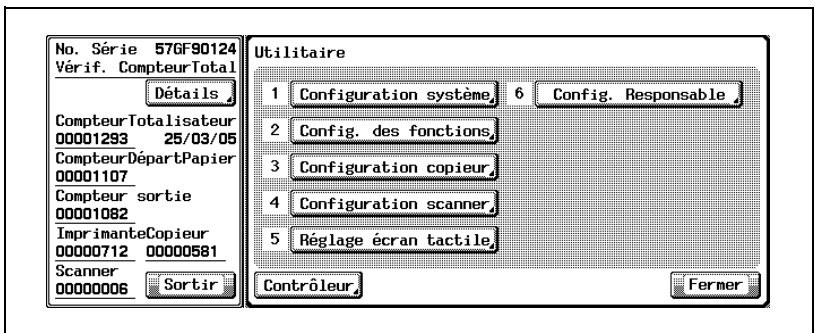 No. Série 57GF90124
Vérif. CompteurTotal
Détails
CompteurTotalisateur
00001293 25/03/05
CompteurDépartPapier
00001107
Compteur sortie
00001082
ImprimanteCopieur
00000712 00000581
Scanner
00000006 Sortir
Utilitaire
1 Configuration système 6 Config. Responsable
2 Config. des fonctions
3 Configuration copieur
4 Configuration scanner
5 Réglage écran tactile
Contrôleur Fermer